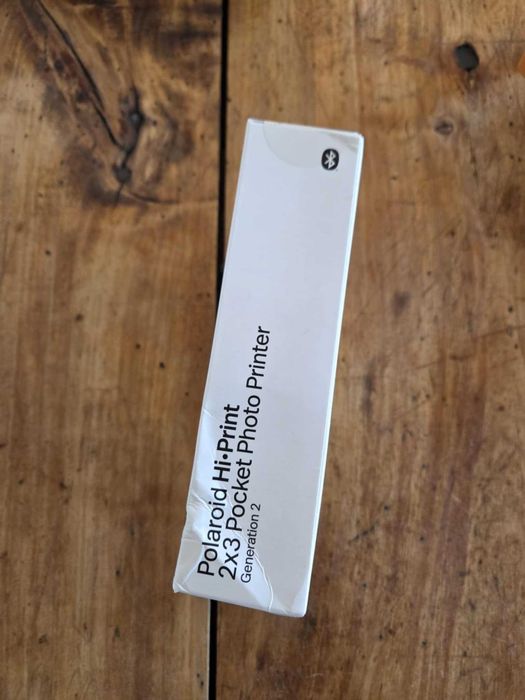 Polaroid Hi•Print
2x3 Pocket Photo Printer
Generation 2